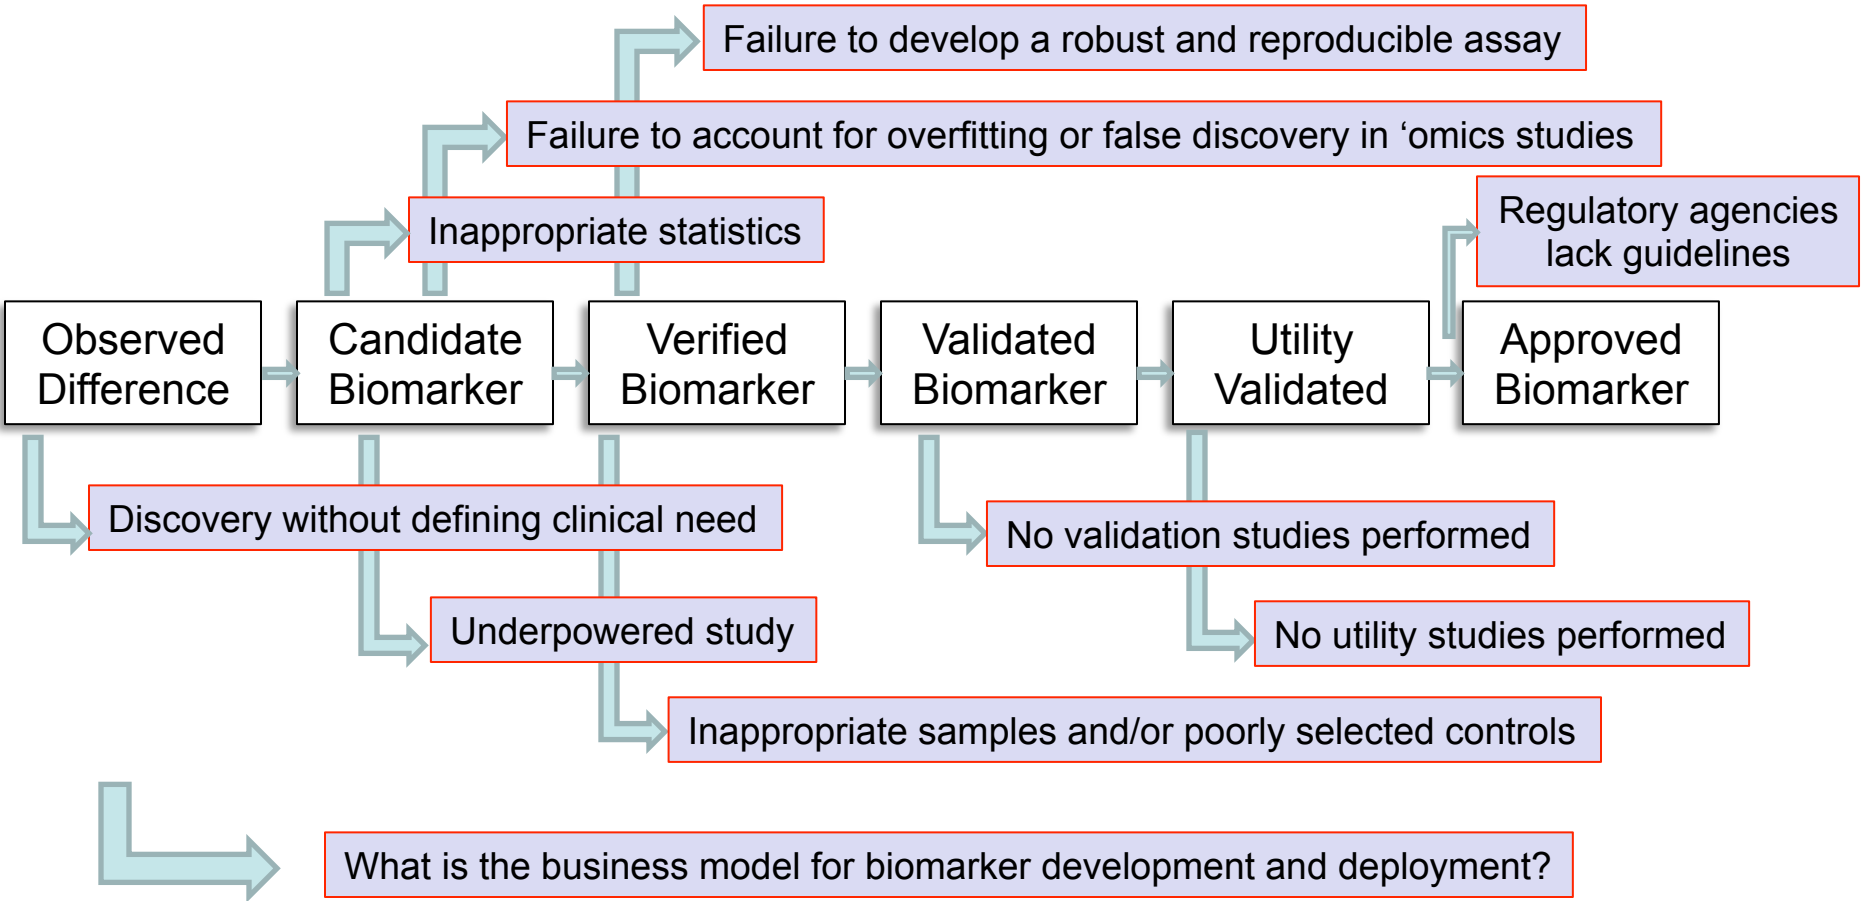 Failure to develop a robust and reproducible assay
Failure to account for overfitting or false discovery in ‘omics studies
Inappropriate statistics
Regulatory agencies
lack guidelines
Observed
Difference
Candidate
Biomarker
Verified
Biomarker
Validated
Biomarker
Utility
Validated
Approved
Biomarker
Discovery without defining clinical need
No validation studies performed
Underpowered study
No utility studies performed
Inappropriate samples and/or poorly selected controls
What is the business model for biomarker development and deployment?